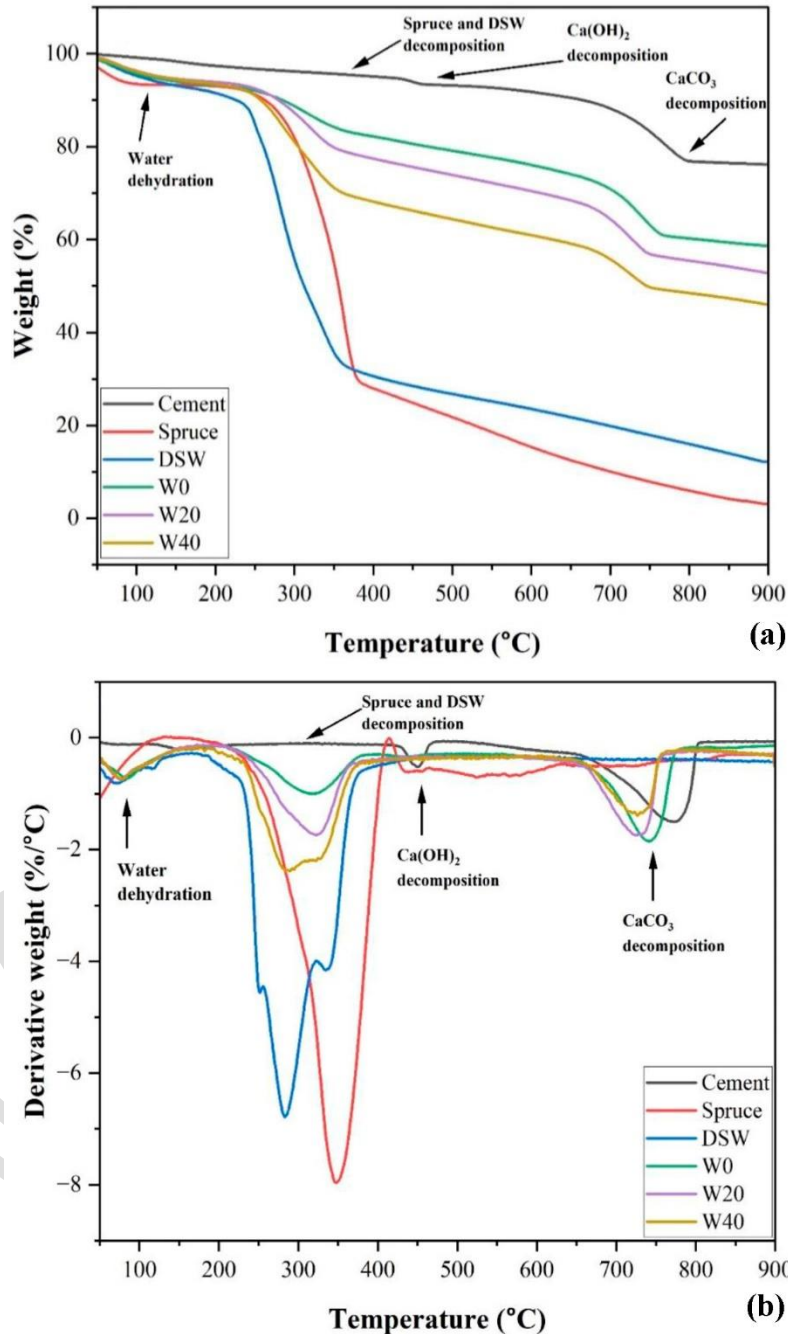 Spruce and DSW
decomposition
Ca(OH)₂
decomposition
CaCO₃
decomposition
Water
dehydration
100
80
60
40
20
0
Weight (%)
Cement
Spruce
DSW
W0
W20
W40
100 200 300 400 500 600 700 800 900
Temperature (°C)
(a)
Spruce and DSW
decomposition
Water
dehydration
Ca(OH)₂
decomposition
CaCO₃
decomposition
0
−2
−4
−6
−8
Derivative weight (%/°C)
Cement
Spruce
DSW
W0
W20
W40
100 200 300 400 500 600 700 800 900
Temperature (°C)
(b)